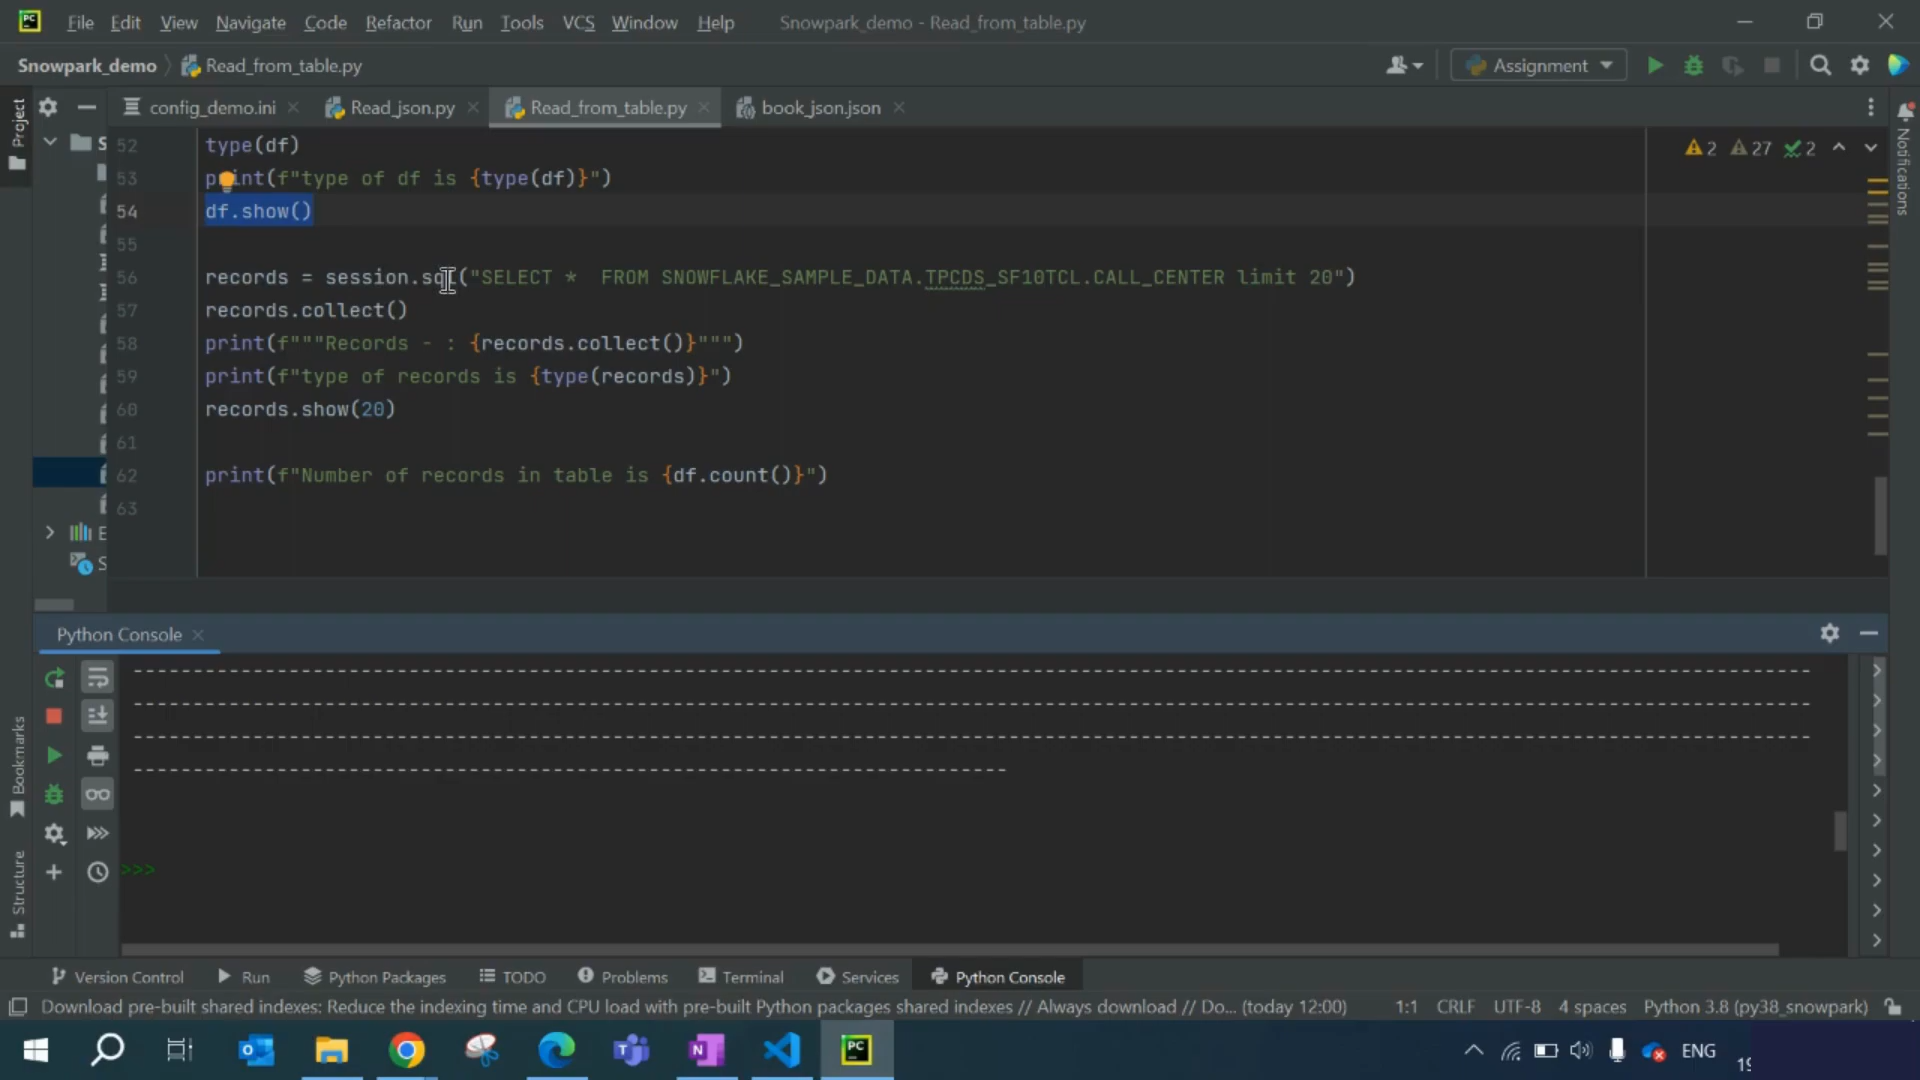 PC File Edit View Navigate Code Refactor Run Tools VCS Window Help Snowpark_demo - Read_from_table.py
Snowpark_demo Read_from_table.py Assignment
Project config_demo.ini Read_json.py Read_from_table.py book_json.json
S 52 type(df) 2 27 2
53 print(f"type of df is {type(df)}")
54 df.show()
55
56 records = session.sql("SELECT *  FROM SNOWFLAKE_SAMPLE_DATA.TPCDS_SF10TCL.CALL_CENTER limit 20")
57 records.collect()
58 print(f"""Records - : {records.collect()}""")
59 print(f"type of records is {type(records)}")
60 records.show(20)
61
62 print(f"Number of records in table is {df.count()}")
63
E
S
Notifications
Python Console
--------------------------------------------------------------------------------------------------------------------------------------------
--------------------------------------------------------------------------------------------------------------------------------------------
--------------------------------------------------------------------------------------------------------------------------------------------
-------------------------------------------------------------------------
>>>
Bookmarks
Structure
Version Control Run Python Packages TODO Problems Terminal Services Python Console
Download pre-built shared indexes: Reduce the indexing time and CPU load with pre-built Python packages shared indexes // Always download // Do... (today 12:00) 1:1 CRLF UTF-8 4 spaces Python 3.8 (py38_snowpark)
PC ENG